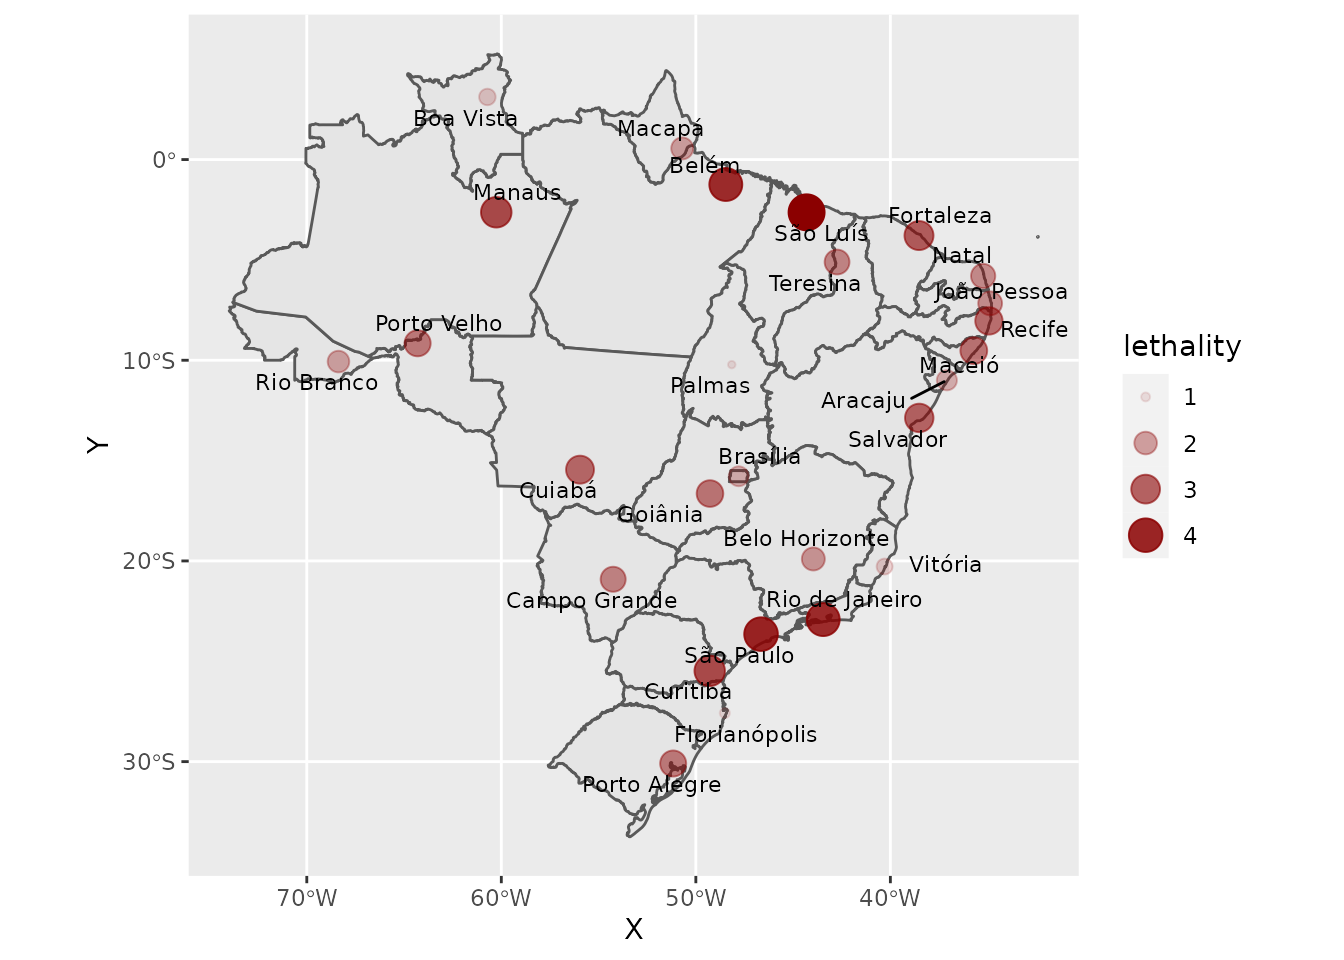 Boa Vista
Macapá
Belém
Manaus
São Luís
Fortaleza
Natal
Teresina
João Pessoa
Recife
Porto Velho
Rio Branco
Maceió
Palmas
Aracaju
Salvador
Brasília
Cuiabá
Goiânia
Belo Horizonte
Vitória
Campo Grande
Rio de Janeiro
São Paulo
Curitiba
Florianópolis
Porto Alegre
0°
10°S
20°S
30°S
Y
70°W
60°W
50°W
40°W
X
lethality
1
2
3
4